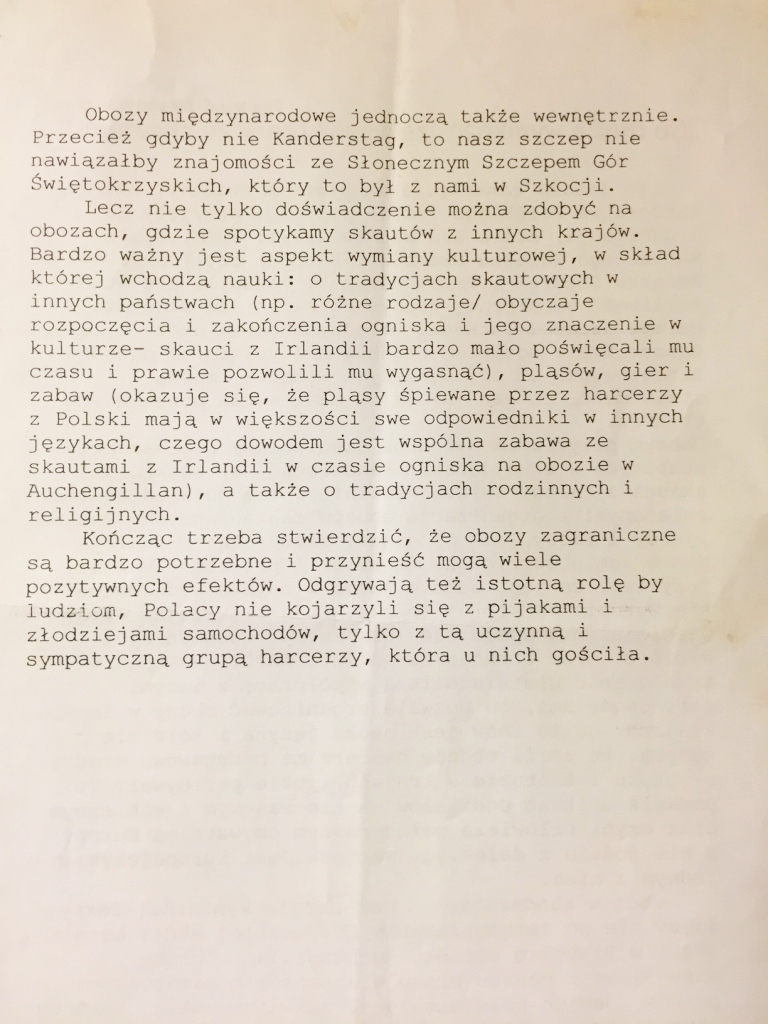 Obozy międzynarodowe jednoczą także wewnętrznie.
Przecież gdyby nie Kanderstag, to nasz szczep nie
nawiązałby znajomości ze Słonecznym Szczepem Gór
Świętokrzyskich, który to był z nami w Szkocji.
Lecz nie tylko doświadczenie można zdobyć na
obozach, gdzie spotykamy skautów z innych krajów.
Bardzo ważny jest aspekt wymiany kulturowej, w skład
której wchodzą nauki: o tradycjach skautowych w
innych państwach (np. różne rodzaje/ obyczaje
rozpoczęcia i zakończenia ogniska i jego znaczenie w
kulturze- skauci z Irlandii bardzo mało poświęcali mu
czasu i prawie pozwolili mu wygasnąć), pląsów, gier i
zabaw (okazuje się, że pląsy śpiewane przez harcerzy
z Polski mają w większości swe odpowiedniki w innych
językach, czego dowodem jest wspólna zabawa ze
skautami z Irlandii w czasie ogniska na obozie w
Auchengillan), a także o tradycjach rodzinnych i
religijnych.
Kończąc trzeba stwierdzić, że obozy zagraniczne
są bardzo potrzebne i przynieść mogą wiele
pozytywnych efektów. Odgrywają też istotną rolę by
ludziom, Polacy nie kojarzyli się z pijakami i
złodziejami samochodów, tylko z tą uczynną i
sympatyczną grupą harcerzy, która u nich gościła.